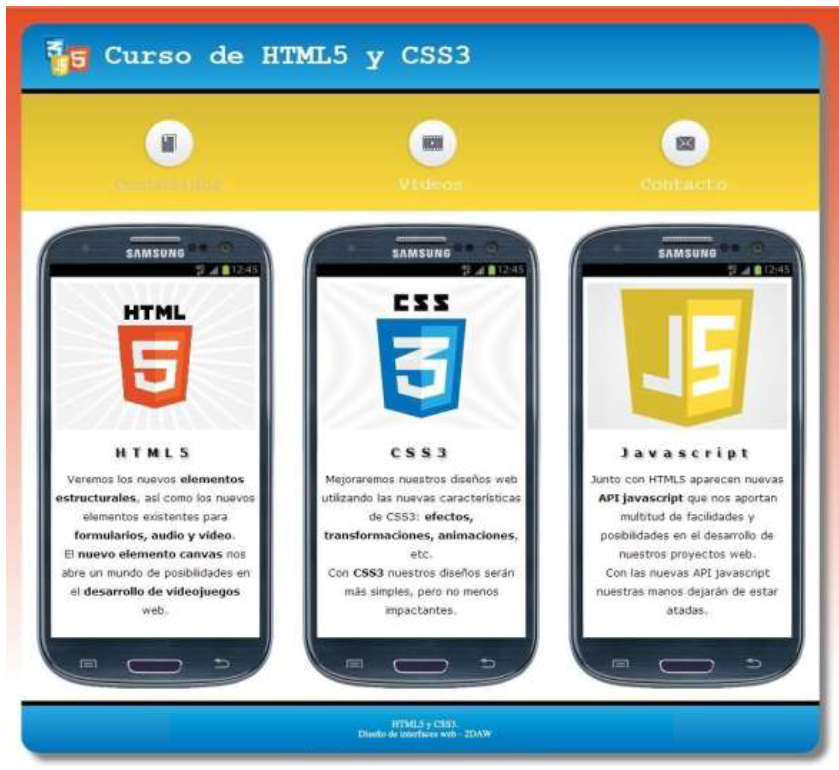 Curso de HTML5 y CSS3
Videos
Contacto
SAMSUNG
12:45
HTML
5
HTML5
Veremos los nuevos elementos
estructurales, así como los nuevos
elementos existentes para
formularios, audio y vídeo.
El nuevo elemento canvas nos
abre un mundo de posibilidades en
el desarrollo de videojuegos
web.
SAMSUNG
12:45
CSS
3
CSS3
Mejoraremos nuestros diseños web
utilizando las nuevas características
de CSS3: efectos,
transformaciones, animaciones,
etc.
Con CSS3 nuestros diseños serán
más simples, pero no menos
impactantes.
SAMSUNG
12:45
JS
Javascript
Junto con HTML5 aparecen nuevas
API javascript que nos aportan
multitud de facilidades y
posibilidades en el desarrollo de
nuestros proyectos web.
Con las nuevas API javascript
nuestras manos dejarán de estar
atadas.
HTML5 y CSS3.
Diseño de interfaces web - 2DAW